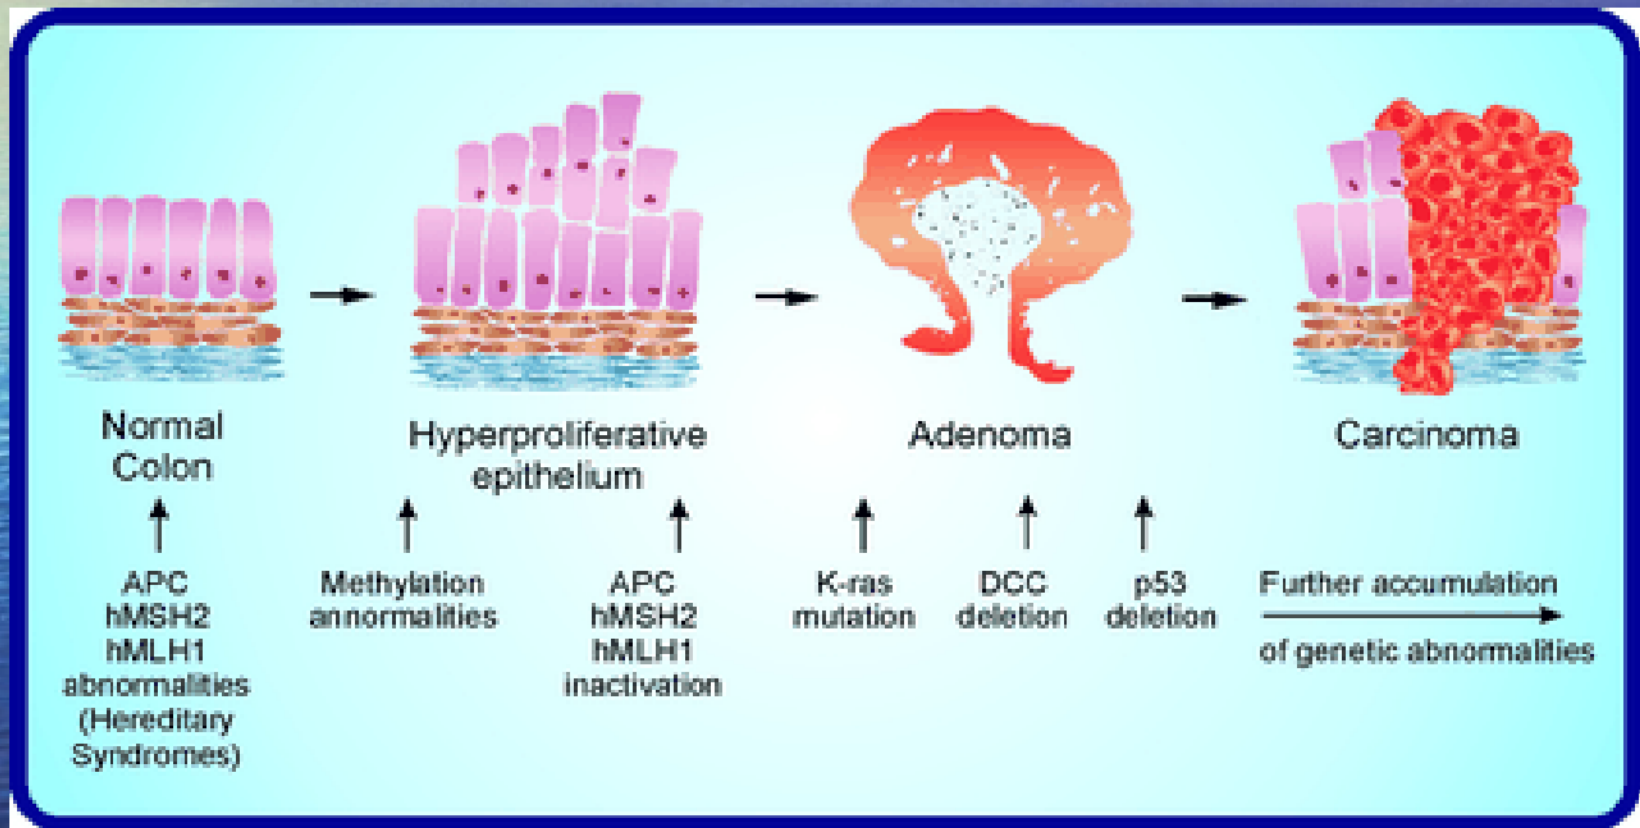 Normal
Colon
Hyperproliferative
epithelium
Adenoma
Carcinoma
APC
hMSH2
hMLH1
abnormalities
(Hereditary
Syndromes)
Methylation
annormalities
APC
hMSH2
hMLH1
inactivation
K-ras
mutation
DCC
deletion
p53
deletion
Further accumulation
of genetic abnormalities